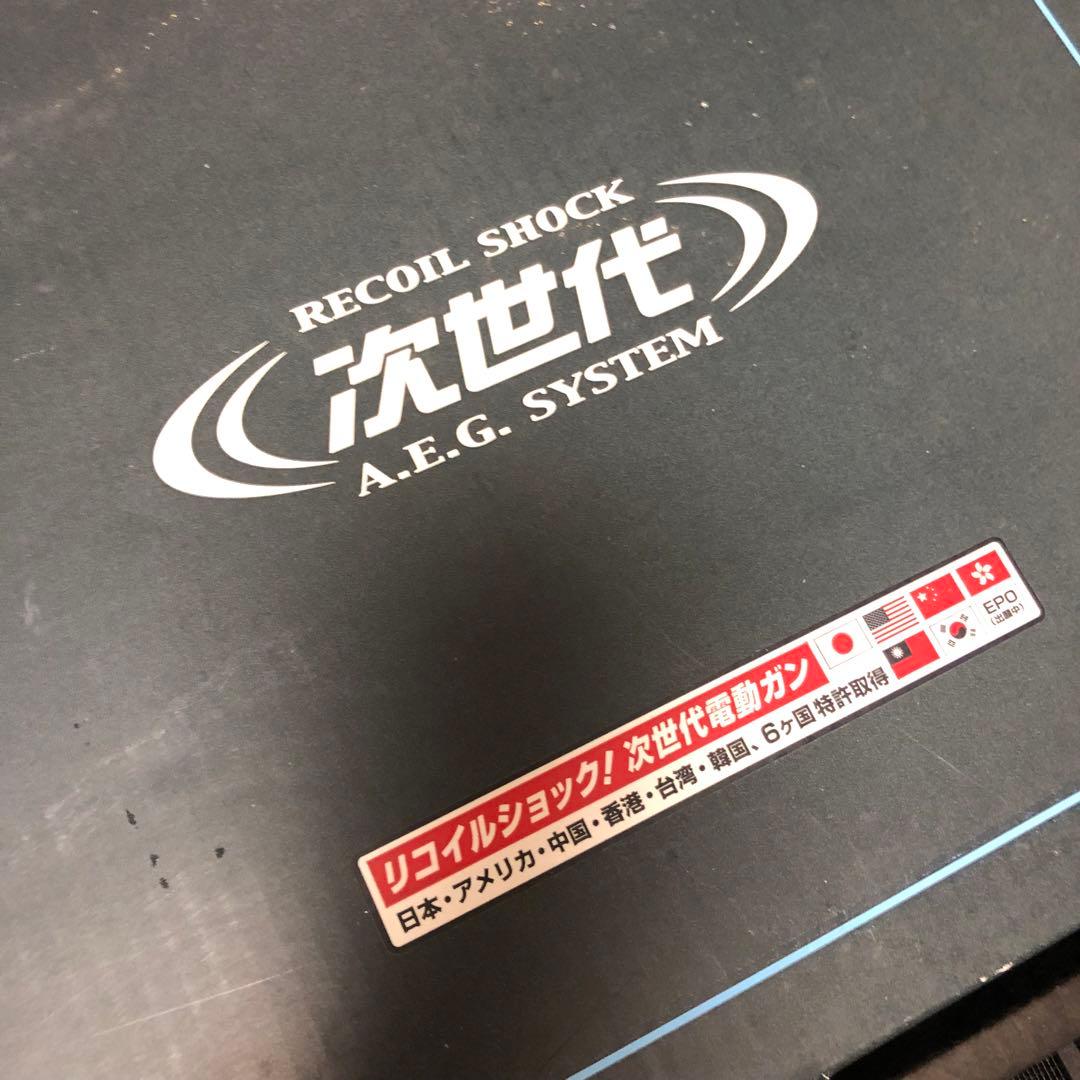 RECOIL SHOCK
次世代
A.E.G. SYSTEM
リコイルショック! 次世代電動ガン
日本・アメリカ・中国・香港・台湾・韓国、6ヶ国特許取得
EPO
(出願中)